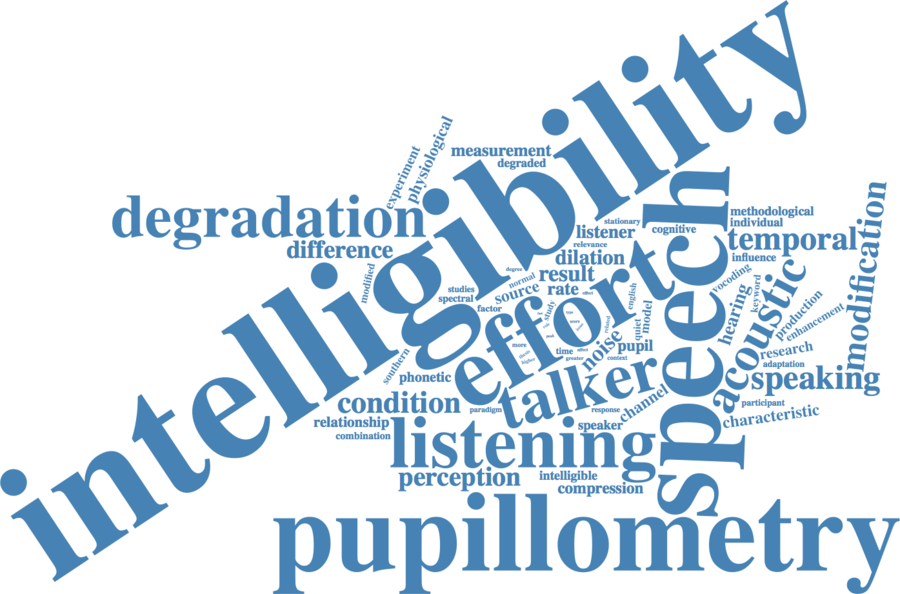 intelligibility
experiment
physiological
measurement
degraded
degradation
difference
modified
speech
methodological
individual
stationary
listener
cognitive
temporal
modification
relevance
dilation
influence
degree
result
normal
source
rate
effort
studies
spectral
factor
study
english
model
quiet
vocoding
hearing
keyword
acoustic
production
enhancement
southern
phonetic
more
time
higher
greater
noise
pupil
context
research
adaptation
talker
speaking
condition
paradigm
response
channel
participant
characteristic
relationship
combination
speaker
listening
perception
intelligible
compression
pupillometry